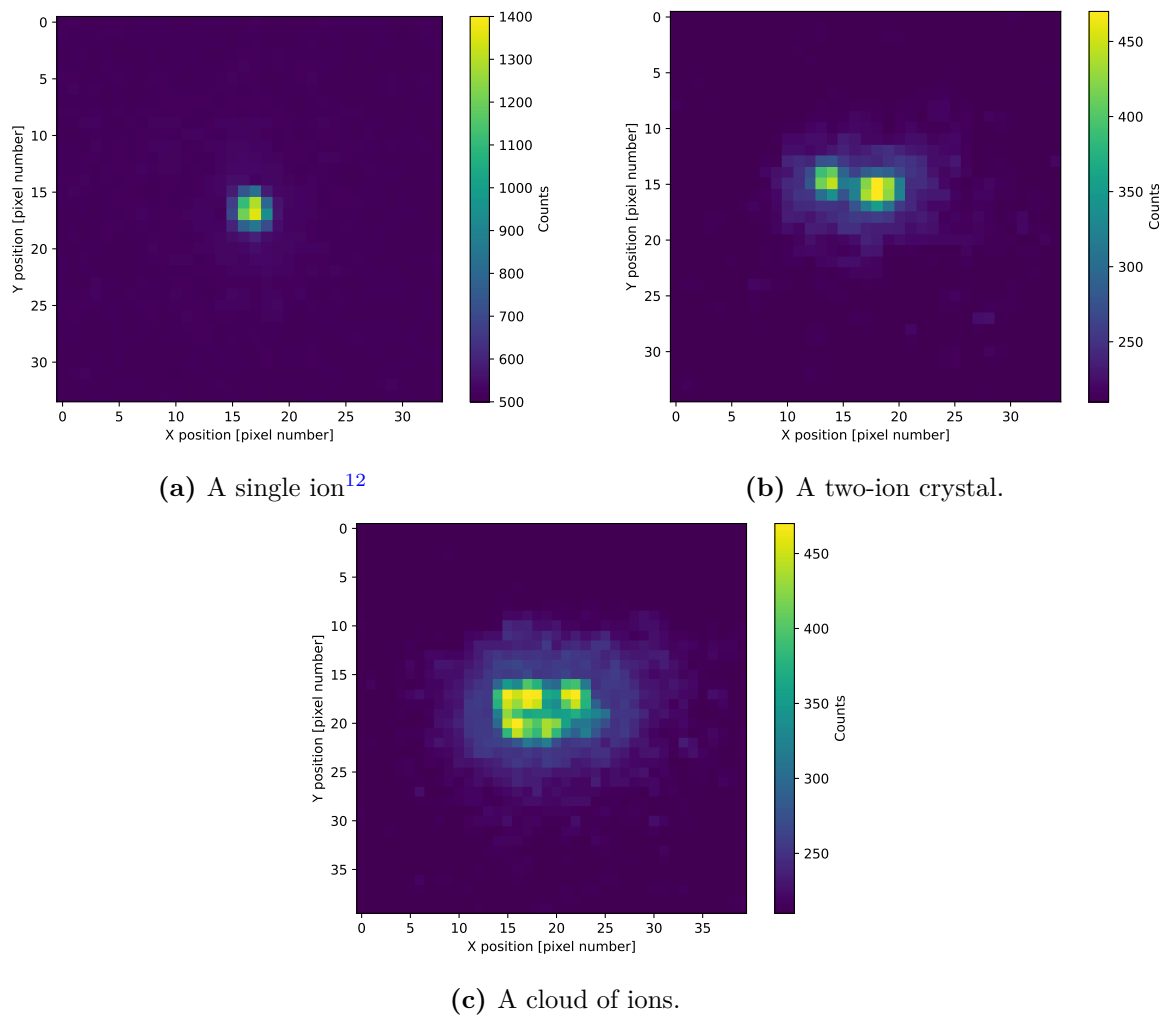 0
5
10
15
20
25
30
0 5 10 15 20 25 30
X position [pixel number]
Y position [pixel number]
1400
1300
1200
1100
1000
900
800
700
600
500
Counts
(a) A single ion12
0
5
10
15
20
25
30
0 10 15 20 30
X position [pixel number]
Y position [pixel number]
450
400
350
300
250
Counts
(b) A two-ion crystal.
0
5
10
15
20
25
30
35
0 5 10 15 20 25 30 35
X position [pixel number]
Y position [pixel number]
450
400
350
300
250
Counts
(c) A cloud of ions.